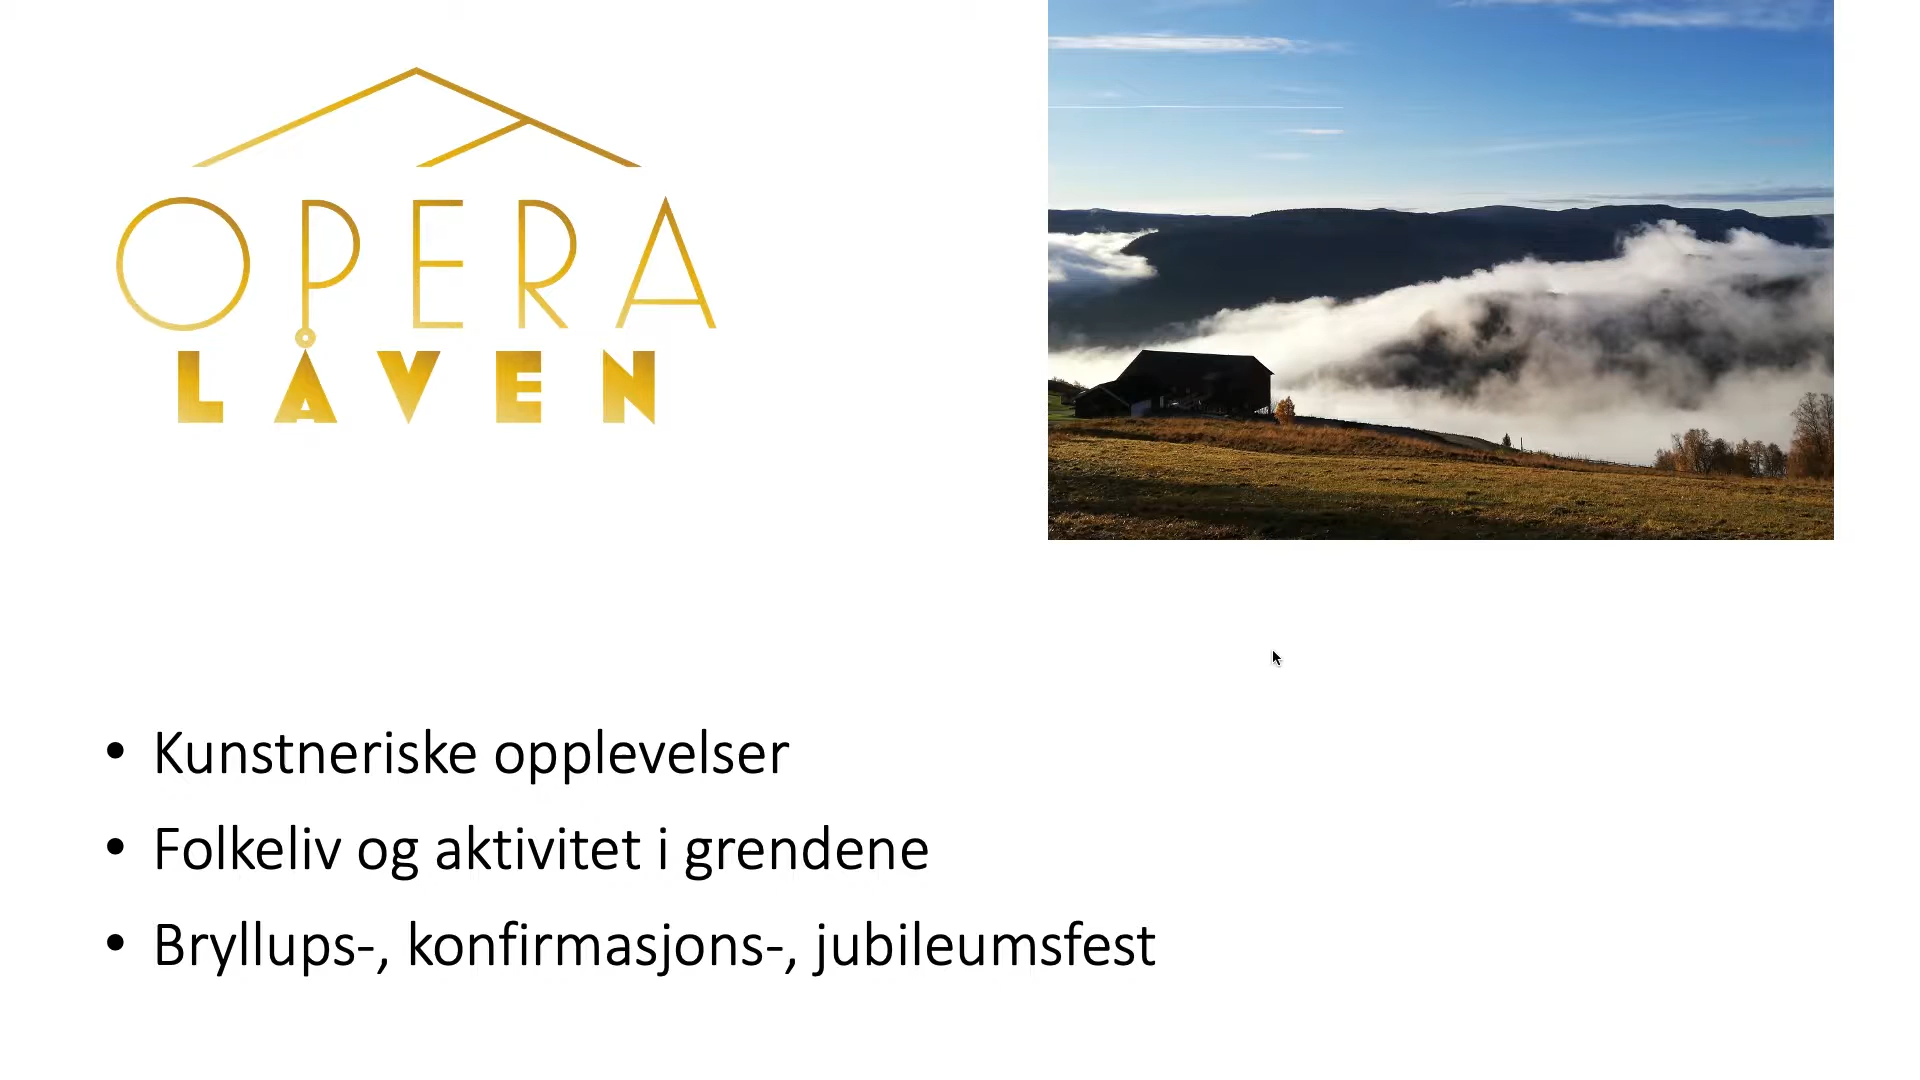 OPERA
LÅVEN
• Kunstneriske opplevelser
• Folkeliv og aktivitet i grendene
• Bryllups-, konfirmasjons-, jubileumsfest